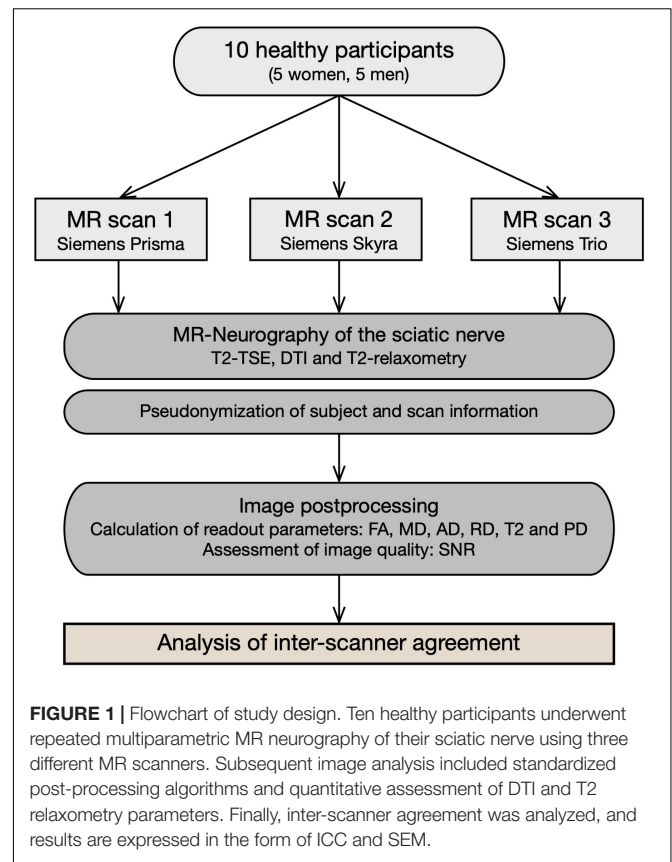 10 healthy participants
(5 women, 5 men)
MR scan 1
Siemens Prisma
MR scan 2
Siemens Skyra
MR scan 3
Siemens Trio
MR-Neurography of the sciatic nerve
T2-TSE, DTI and T2-relaxometry
Pseudonymization of subject and scan information
Image postprocessing
Calculation of readout parameters: FA, MD, AD, RD, T2 and PD
Assessment of image quality: SNR
Analysis of inter-scanner agreement
FIGURE 1 | Flowchart of study design. Ten healthy participants underwent
repeated multiparametric MR neurography of their sciatic nerve using three
different MR scanners. Subsequent image analysis included standardized
post-processing algorithms and quantitative assessment of DTI and T2
relaxometry parameters. Finally, inter-scanner agreement was analyzed, and
results are expressed in the form of ICC and SEM.